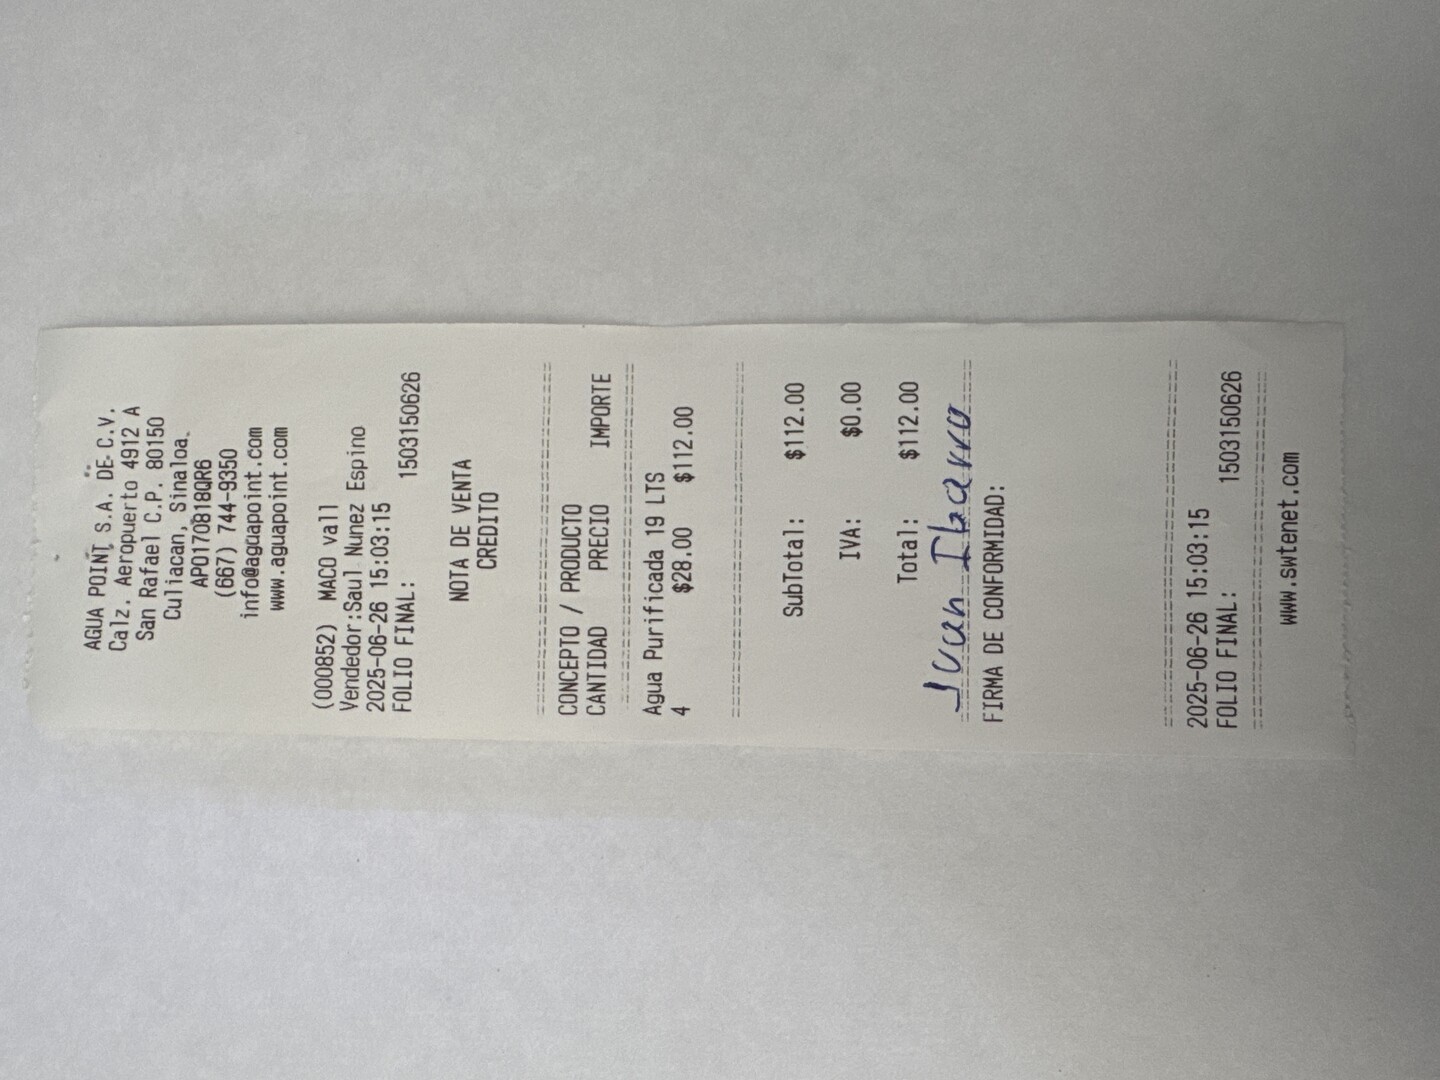 AGUA POINT, S.A. DE C.V.
Calz. Aeropuerto 4912 A
San Rafael C.P. 80150
Culiacan, Sinaloa.
APO170818QR6
(667) 744-9350
info@aguapoint.com
www.aguapoint.com
(000852) MACO vall
Vendedor:Saul Nunez Espino
2025-06-26 15:03:15
FOLIO FINAL: 1503150626
NOTA DE VENTA
CREDITO
CONCEPTO / PRODUCTO
CANTIDAD PRECIO IMPORTE
Agua Purificada 19 LTS
4 $28.00 $112.00
SubTotal: $112.00
IVA: $0.00
Total: $112.00
Juan Ibarra
FIRMA DE CONFORMIDAD:
2025-06-26 15:03:15
FOLIO FINAL: 1503150626
www.swtenet.com